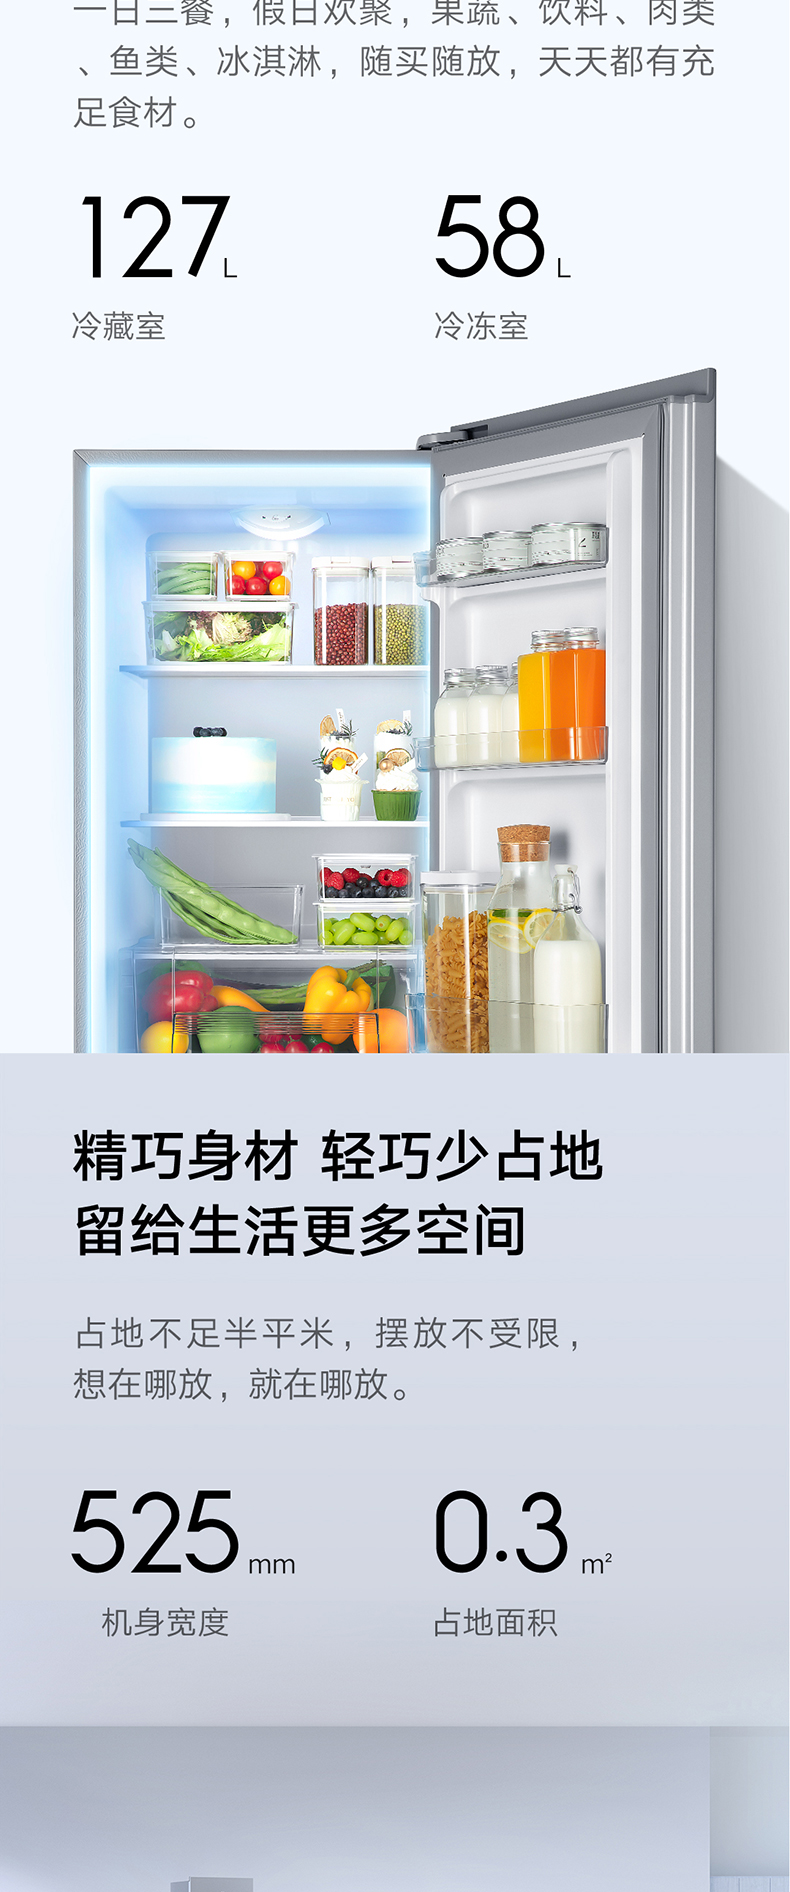 一日三餐，假日欢聚，果蔬、饮料、肉类
、鱼类、冰淇淋，随买随放，天天都有充
足食材。
127L 58L
冷藏室 冷冻室
精巧身材 轻巧少占地
留给生活更多空间
占地不足半平米，摆放不受限，
想在哪放，就在哪放。
525mm 0.3m²
机身宽度 占地面积